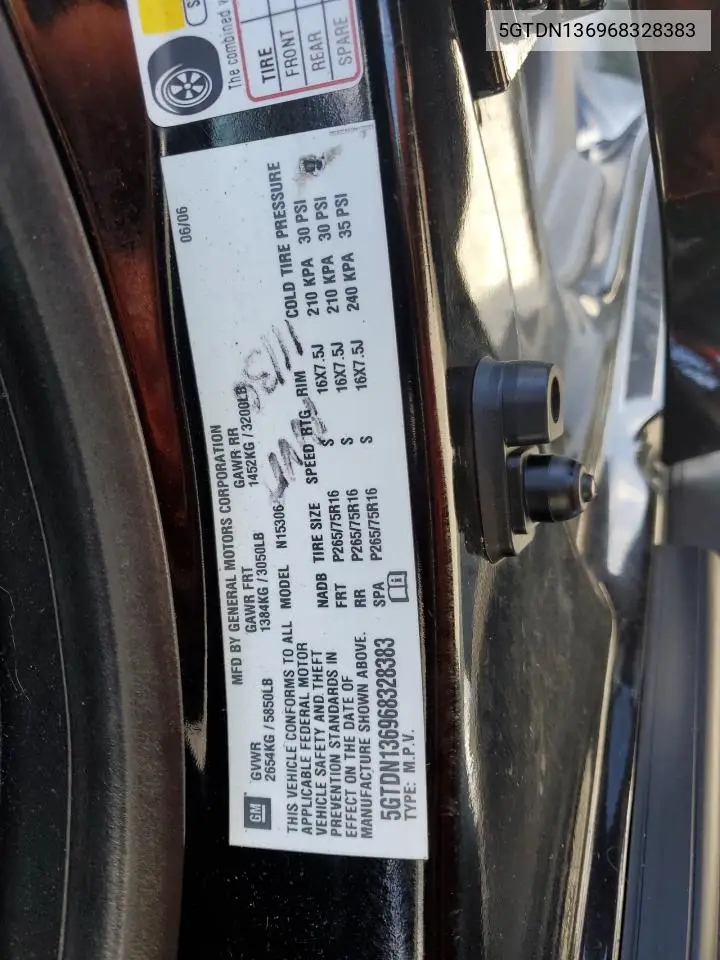 5GTDN136968328383
The combined
TIRE
FRONT
REAR
SPARE
06/06
MFD BY GENERAL MOTORS CORPORATION
GVWR GAWR FRT GAWR RR
2654KG / 5850LB 1384KG / 3050LB 1452KG / 3200LB
GM
THIS VEHICLE CONFORMS TO ALL
APPLICABLE FEDERAL MOTOR
VEHICLE SAFETY AND THEFT
PREVENTION STANDARDS IN
EFFECT ON THE DATE OF
MANUFACTURE SHOWN ABOVE.
5GTDN136968328383
TYPE: M.P.V.
MODEL N15306
NADB TIRE SIZE SPEED RTG RIM COLD TIRE PRESSURE
FRT P265/75R16 S 16X7.5J 210 KPA 30 PSI
RR P265/75R16 S 16X7.5J 210 KPA 30 PSI
SPA P265/75R16 S 16X7.5J 240 KPA 35 PSI